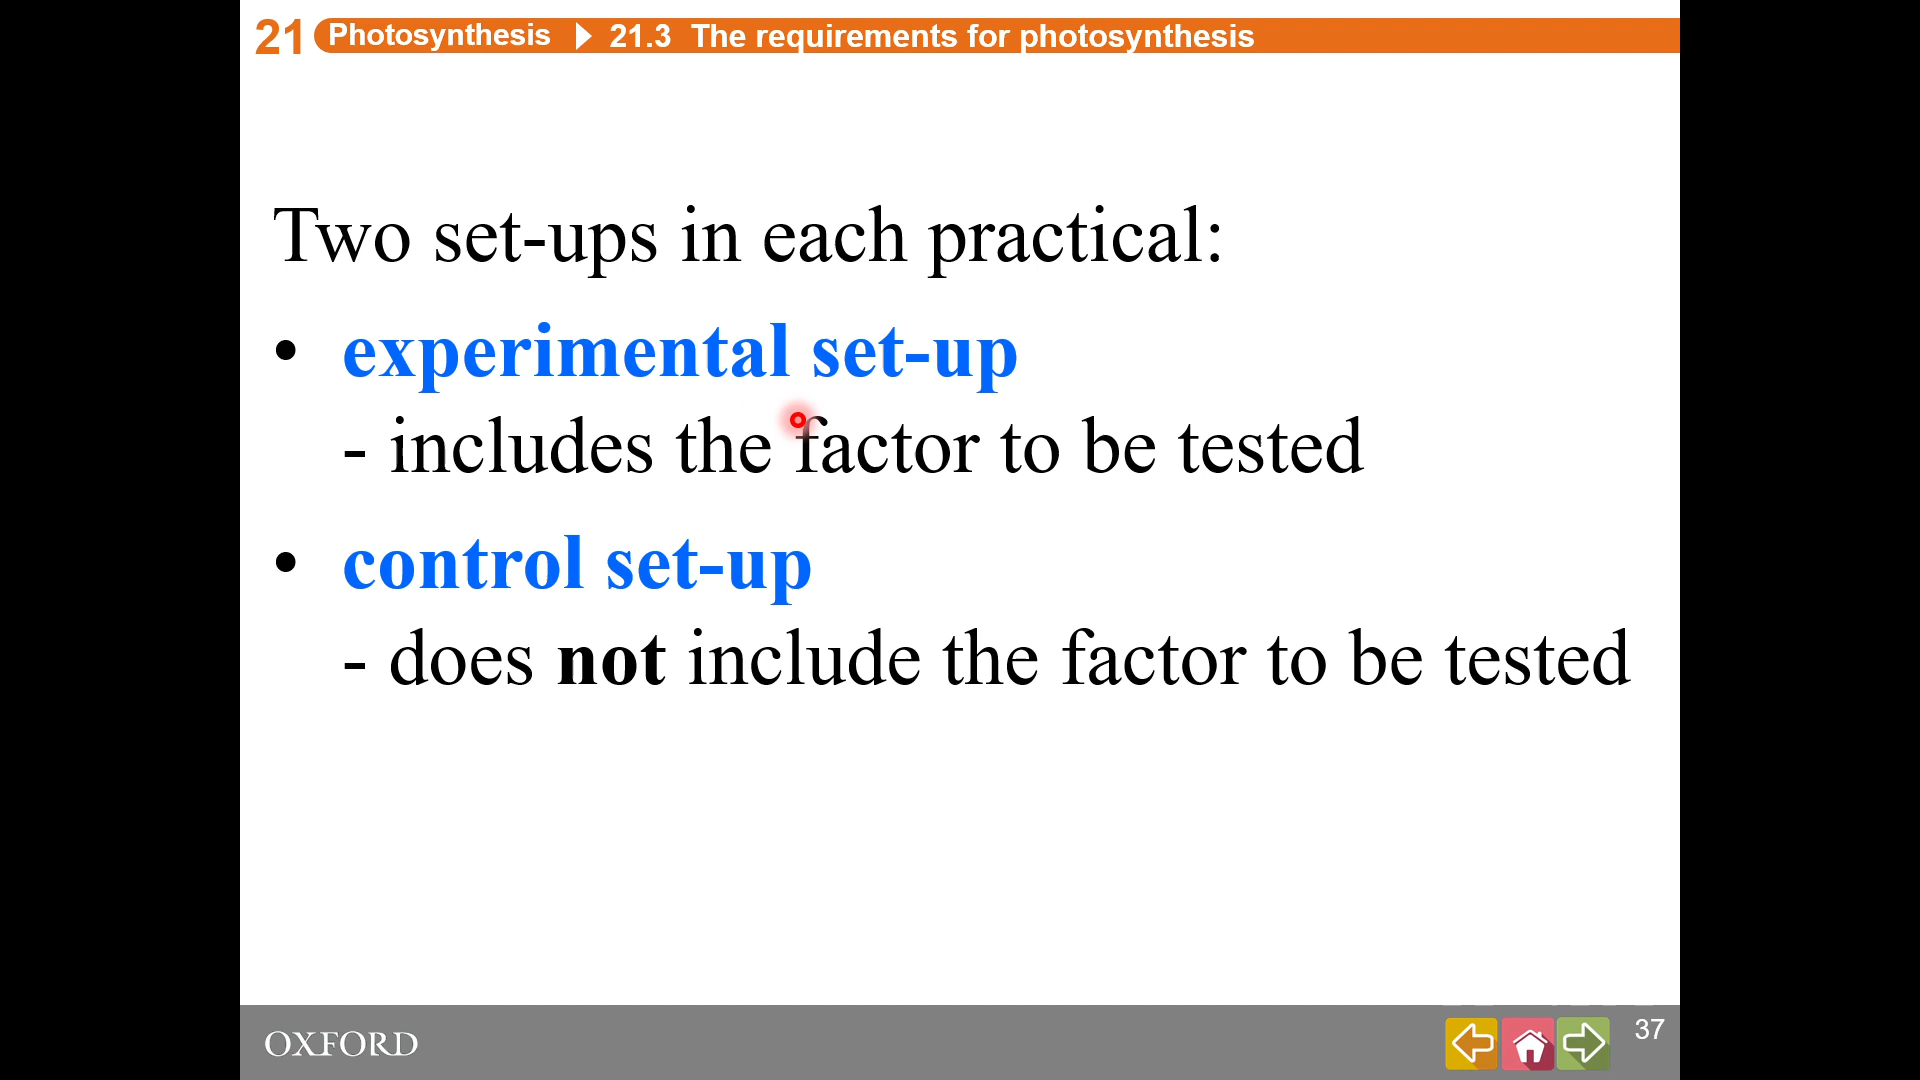 21 Photosynthesis 21.3 The requirements for photosynthesis
Two set-ups in each practical:
• experimental set-up
- includes the factor to be tested
• control set-up
- does not include the factor to be tested
OXFORD
37